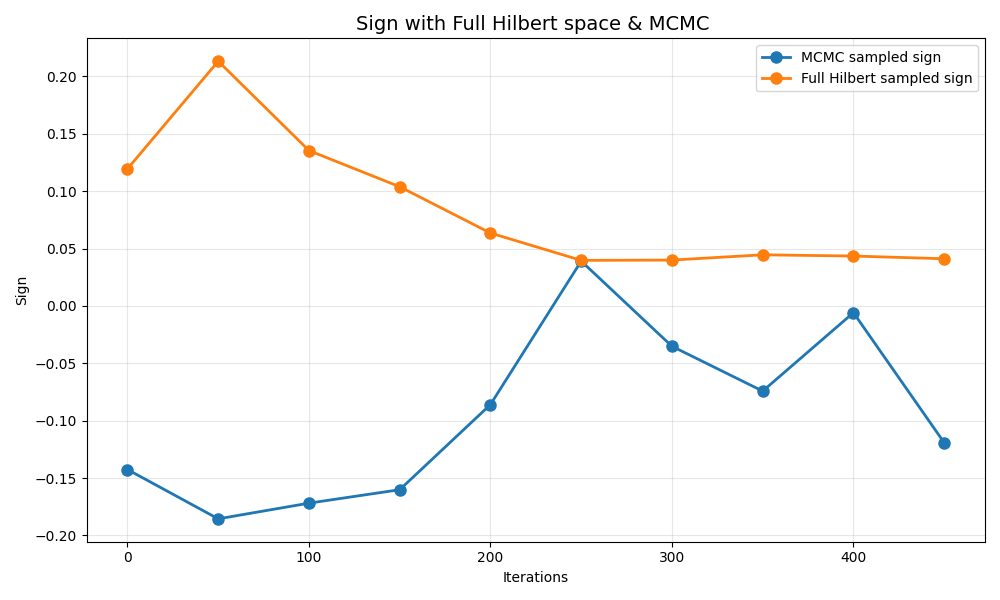 Sign with Full Hilbert space & MCMC
MCMC sampled sign
Full Hilbert sampled sign
Sign
0.20
0.15
0.10
0.05
0.00
−0.05
−0.10
−0.15
−0.20
0 100 200 300 400
Iterations